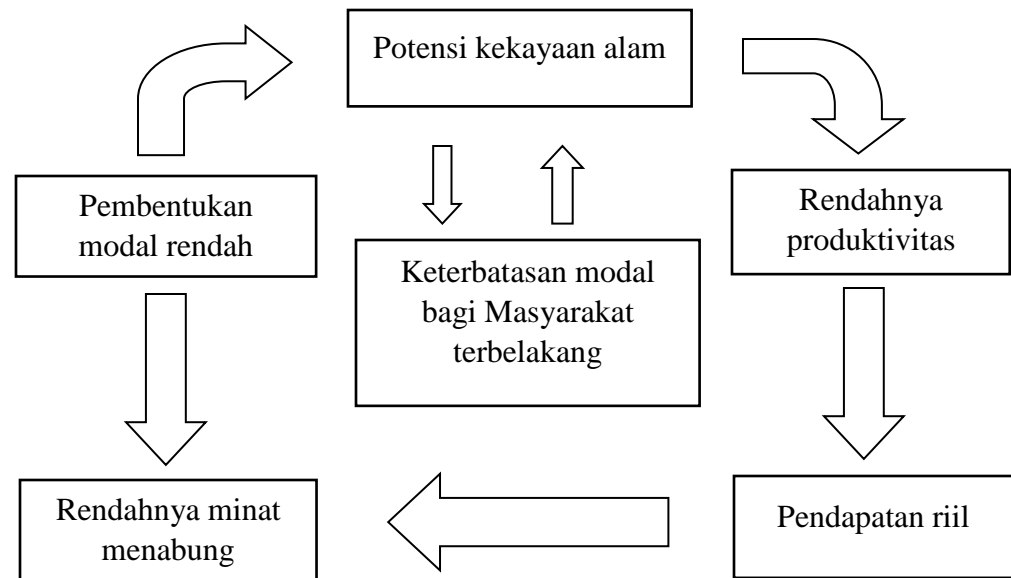 Potensi kekayaan alam
Pembentukan
modal rendah
Rendahnya
produktivitas
Keterbatasan modal
bagi Masyarakat
terbelakang
Rendahnya minat
menabung
Pendapatan riil